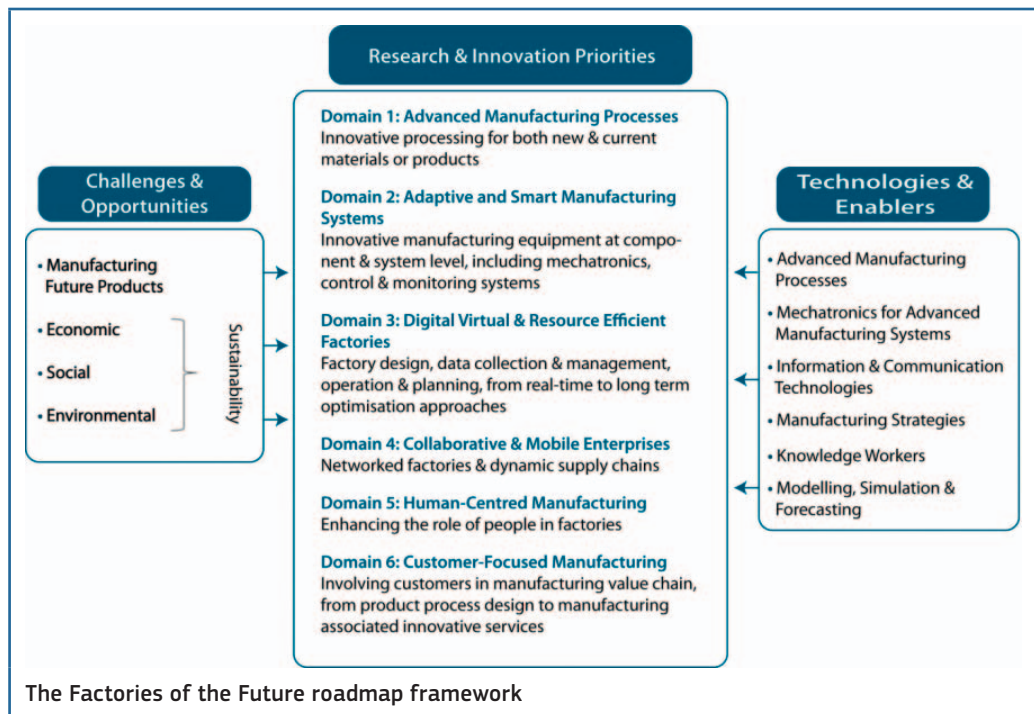 Research & Innovation Priorities
Challenges &
Opportunities
• Manufacturing
Future Products
• Economic
• Social
• Environmental
Sustainability
Domain 1: Advanced Manufacturing Processes
Innovative processing for both new & current
materials or products
Domain 2: Adaptive and Smart Manufacturing
Systems
Innovative manufacturing equipment at compo-
nent & system level, including mechatronics,
control & monitoring systems
Domain 3: Digital Virtual & Resource Efficient
Factories
Factory design, data collection & management,
operation & planning, from real-time to long term
optimisation approaches
Domain 4: Collaborative & Mobile Enterprises
Networked factories & dynamic supply chains
Domain 5: Human-Centred Manufacturing
Enhancing the role of people in factories
Domain 6: Customer-Focused Manufacturing
Involving customers in manufacturing value chain,
from product process design to manufacturing
associated innovative services
Technologies &
Enablers
• Advanced Manufacturing
Processes
• Mechatronics for Advanced
Manufacturing Systems
• Information & Communication
Technologies
• Manufacturing Strategies
• Knowledge Workers
• Modelling, Simulation &
Forecasting
The Factories of the Future roadmap framework